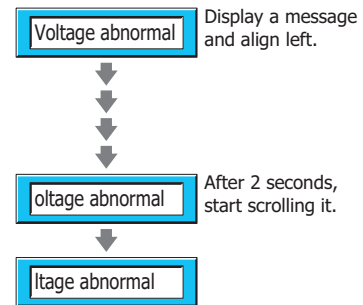 Voltage abnormal
Display a message
and align left.
oltage abnormal
After 2 seconds,
start scrolling it.
ltage abnormal